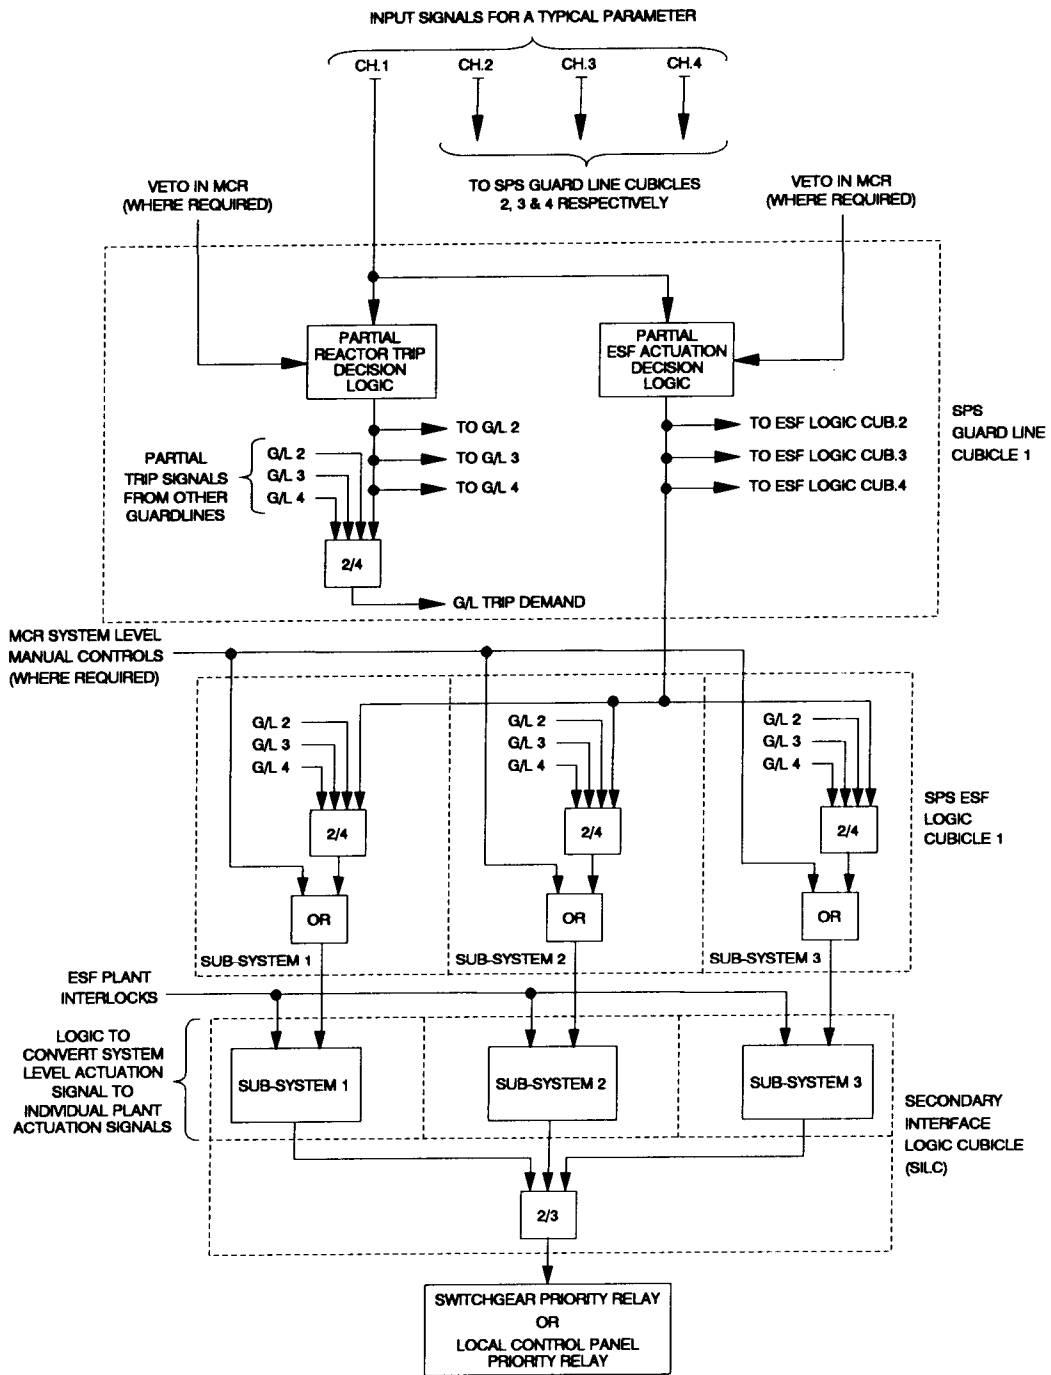 INPUT SIGNALS FOR A TYPICAL PARAMETER
CH.1
CH.2
CH.3
CH.4
TO SPS GUARD LINE CUBICLES
2, 3 & 4 RESPECTIVELY
VETO IN MCR
(WHERE REQUIRED)
VETO IN MCR
(WHERE REQUIRED)
PARTIAL
REACTOR TRIP
DECISION
LOGIC
PARTIAL
ESF ACTUATION
DECISION
LOGIC
SPS
GUARD LINE
CUBICLE 1
TO G/L 2
TO G/L 3
TO G/L 4
TO ESF LOGIC CUB.2
TO ESF LOGIC CUB.3
TO ESF LOGIC CUB.4
PARTIAL
TRIP SIGNALS
FROM OTHER
GUARDLINES
G/L 2
G/L 3
G/L 4
2/4
G/L TRIP DEMAND
MCR SYSTEM LEVEL
MANUAL CONTROLS
(WHERE REQUIRED)
G/L 2
G/L 3
G/L 4
2/4
OR
SUB-SYSTEM 1
G/L 2
G/L 3
G/L 4
2/4
OR
SUB-SYSTEM 2
G/L 2
G/L 3
G/L 4
2/4
OR
SUB-SYSTEM 3
SPS ESF
LOGIC
CUBICLE 1
ESF PLANT
INTERLOCKS
LOGIC TO
CONVERT SYSTEM
LEVEL ACTUATION
SIGNAL TO
INDIVIDUAL PLANT
ACTUATION SIGNALS
SUB-SYSTEM 1
SUB-SYSTEM 2
SUB-SYSTEM 3
SECONDARY
INTERFACE
LOGIC CUBICLE
(SILC)
2/3
SWITCHGEAR PRIORITY RELAY
OR
LOCAL CONTROL PANEL
PRIORITY RELAY